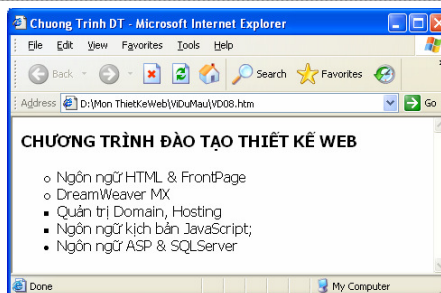 Chuong Trinh DT - Microsoft Internet Explorer
File Edit View Favorites Tools Help
Back Search Favorites
Address D:\Mon ThietKeWeb\ViDuMau\VD08.htm Go
CHƯƠNG TRÌNH ĐÀO TẠO THIẾT KẾ WEB
Ngôn ngữ HTML & FrontPage
DreamWeaver MX
Quản trị Domain, Hosting
Ngôn ngữ kịch bản JavaScript;
Ngôn ngữ ASP & SQLServer
Done My Computer